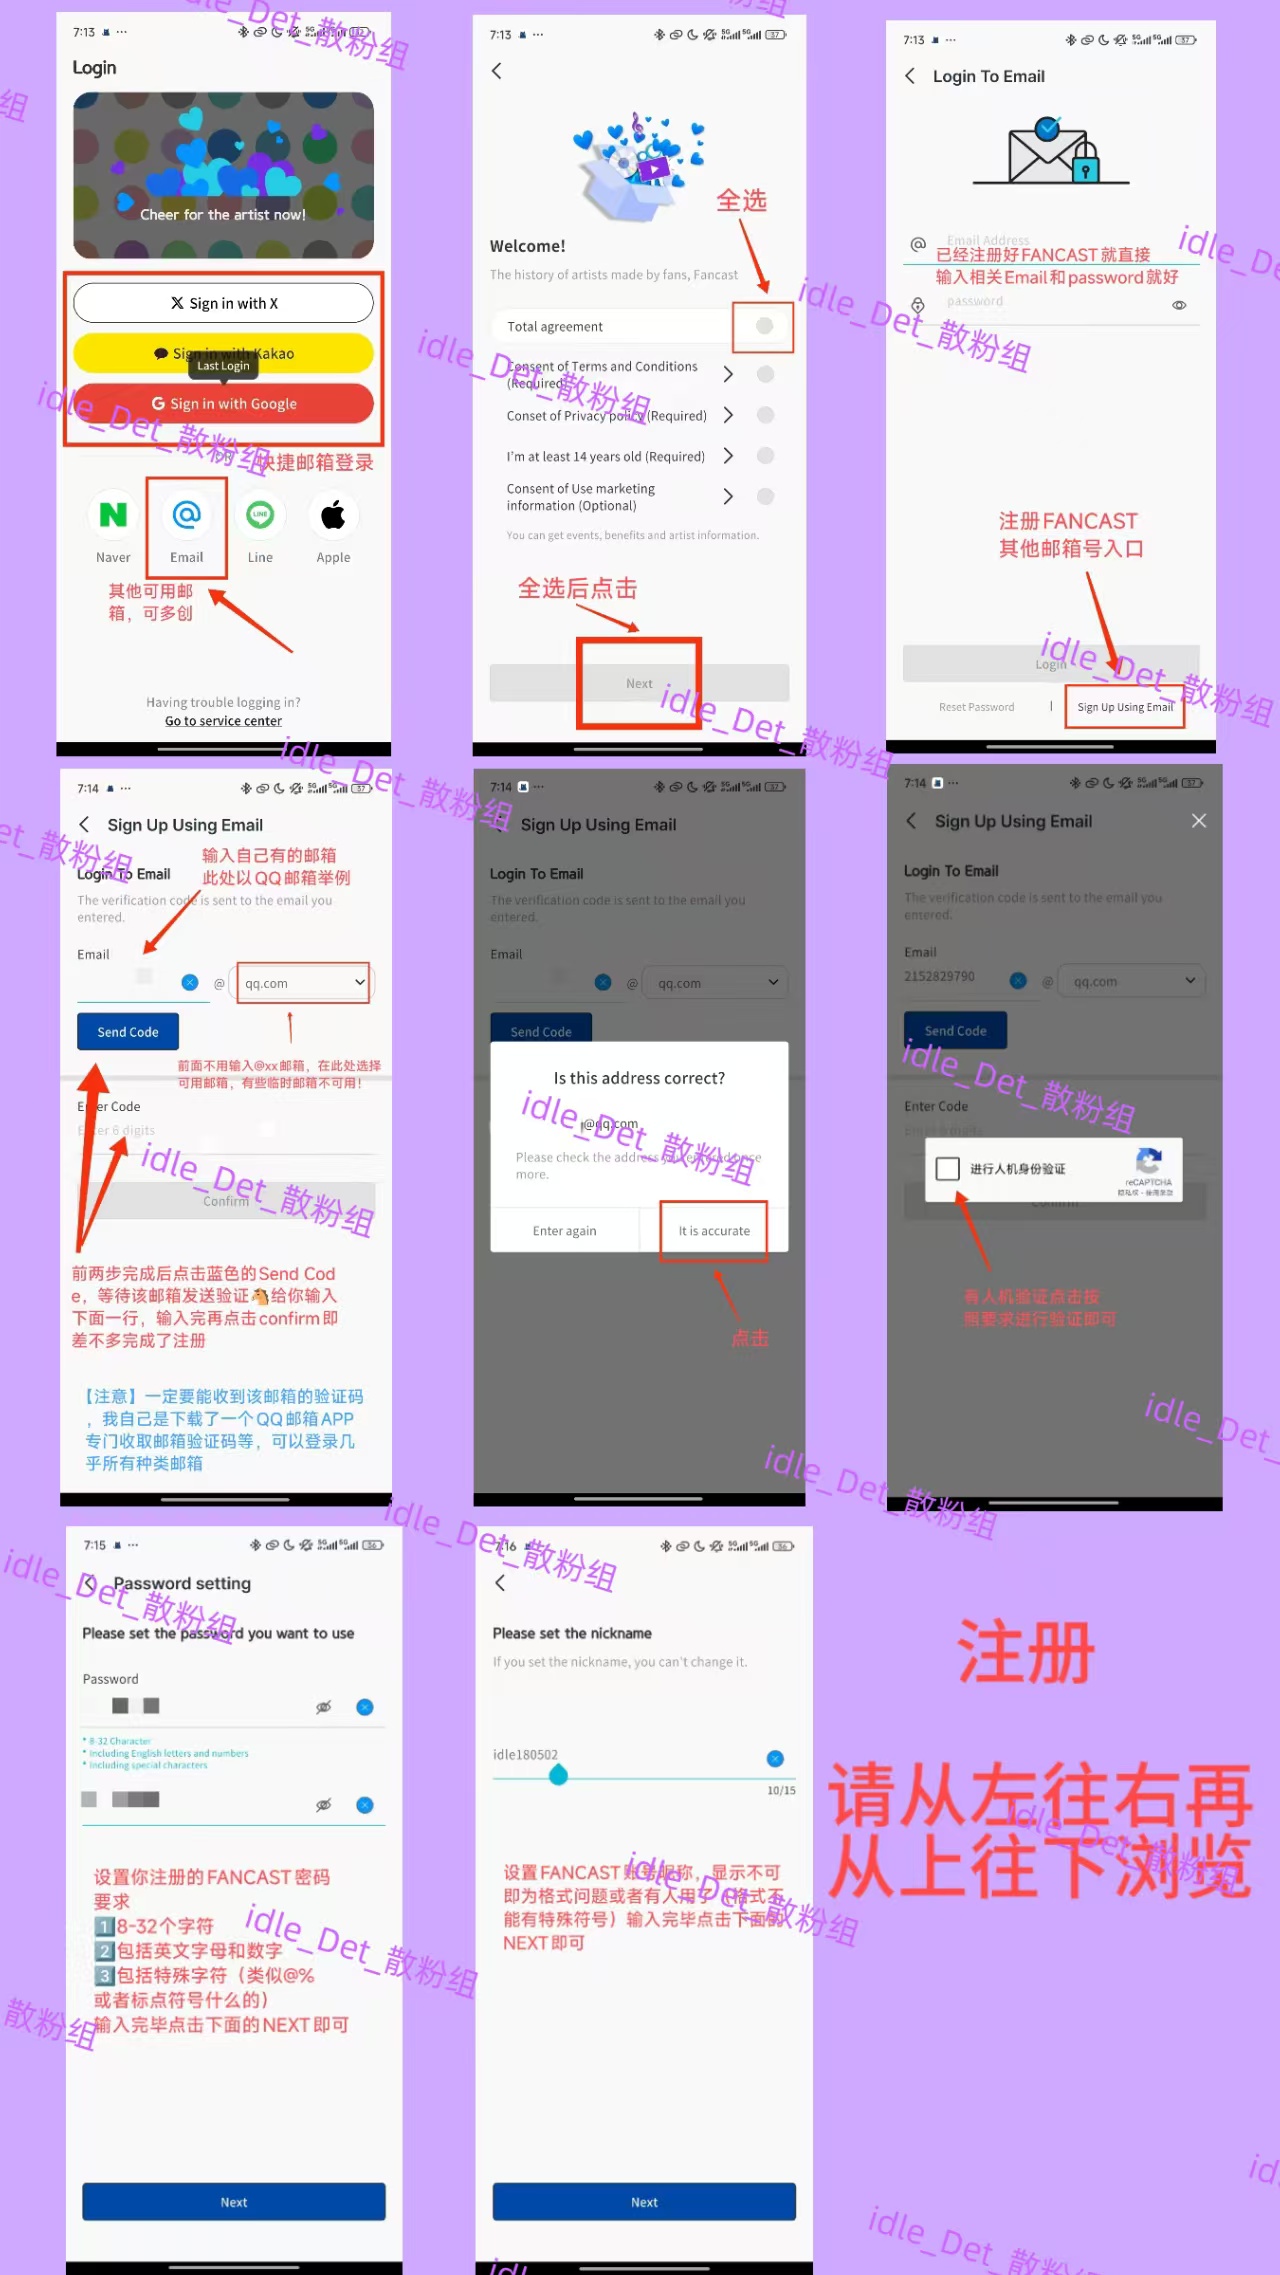 7:13
Login
Cheer for the artist now!
Sign in with X
Sign in with Kakao
Last Login
Sign in with Google
OR
快捷邮箱登录
Naver
Email
Line
Apple
其他可用邮
箱，可多创
Having trouble logging in?
Go to service center
7:13
全选
Welcome!
The history of artists made by fans, Fancast
Total agreement
Consent of Terms and Conditions
(Required)
Conset of Privacy policy (Required)
I'm at least 14 years old (Required)
Consent of Use marketing
information (Optional)
You can get events, benefits and artist information.
全选后点击
Next
7:13
Login To Email
Email Address
已经注册好FANCAST就直接
输入相关Email和password就好
password
注册FANCAST
其他邮箱号入口
Login
Reset Password | Sign Up Using Email
7:14
Sign Up Using Email
输入自己有的邮箱
此处以QQ邮箱举例
Login To Email
The verification code is sent to the email you
entered.
Email
@ qq.com
Send Code
前面不用输入@xx邮箱，在此处选择
可用邮箱，有些临时邮箱不可用！
Enter Code
Enter 6 digits
Confirm
前两步完成后点击蓝色的Send Cod
e，等待该邮箱发送验证🐴给你输入
下面一行，输入完再点击confirm即
差不多完成了注册
【注意】一定要能收到该邮箱的验证码
，我自己是下载了一个QQ邮箱APP
专门收取邮箱验证码等，可以登录几
乎所有种类邮箱
7:14
Sign Up Using Email
Login To Email
The verification code is sent to the email you
entered.
Email
@ qq.com
Send Code
Is this address correct?
@qq.com
Please check the address you entered once
more.
Enter again
It is accurate
点击
7:14
Sign Up Using Email
Login To Email
The verification code is sent to the email you
entered.
Email
2152829790 @ qq.com
Send Code
Enter Code
Enter 6 digits
进行人机身份验证
reCAPTCHA
隐私权 - 使用条款
Confirm
有人机验证点击按
照要求进行验证即可
7:15
Password setting
Please set the password you want to use
Password
* 8-32 Character
* Including English letters and numbers
* Including special characters
设置你注册的FANCAST密码
要求
1️⃣8-32个字符
2️⃣包括英文字母和数字
3️⃣包括特殊字符（类似@%
或者标点符号什么的）
输入完毕点击下面的NEXT即可
Next
7:16
Please set the nickname
If you set the nickname, you can't change it.
idle180502
10/15
设置FANCAST账号昵称，显示不可
即为格式问题或者有人用了（格式不
能有特殊符号）输入完毕点击下面的
NEXT即可
Next
注册
请从左往右再
从上往下浏览
idle_Det_散粉组